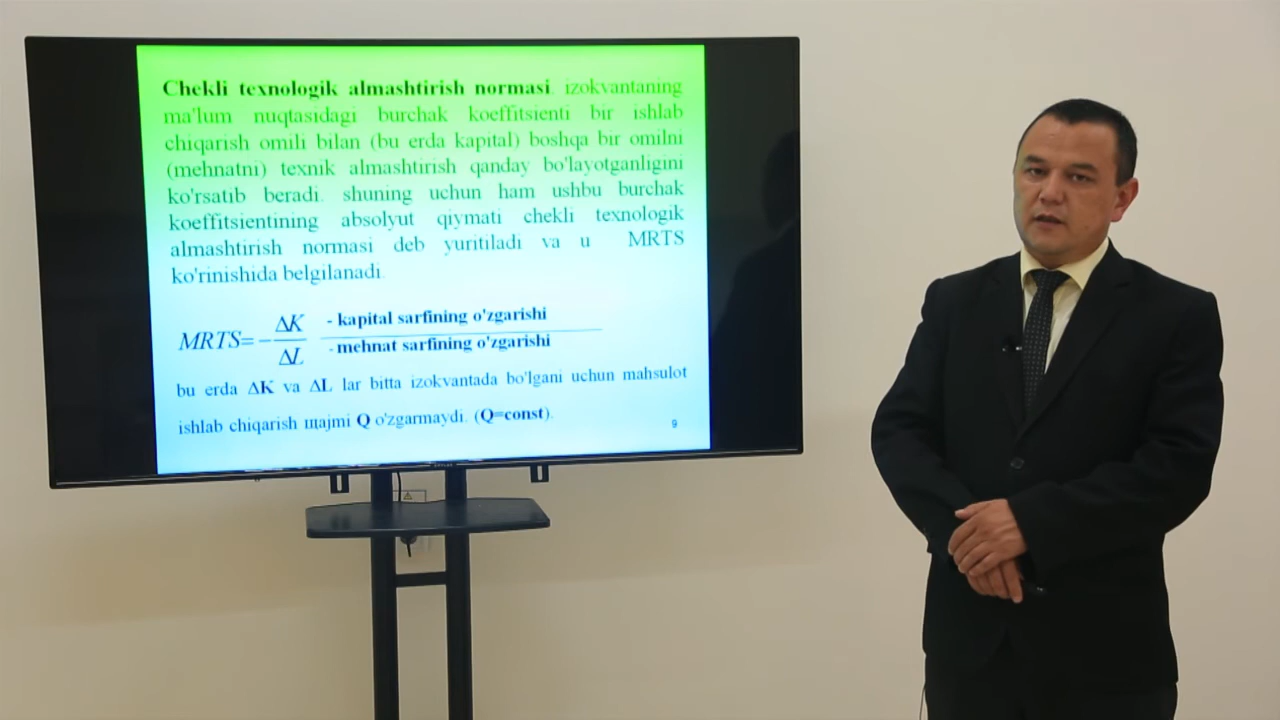 Chekli texnologik almashtirish normasi. izokvantaning
ma'lum nuqtasidagi burchak koeffitsienti bir ishlab
chiqarish omili bilan (bu erda kapital) boshqa bir omilni
(mehnatni) texnik almashtirish qanday bo'layotganligini
ko'rsatib beradi. shuning uchun ham ushbu burchak
koeffitsientining absolyut qiymati chekli texnologik
almashtirish normasi deb yuritiladi va u MRTS
ko'rinishida belgilanadi.
MRTS=-ΔK/ΔL
- kapital sarfining o'zgarishi
- mehnat sarfining o'zgarishi
bu erda ΔK va ΔL lar bitta izokvantada bo'lgani uchun mahsulot
ishlab chiqarish щajmi Q o'zgarmaydi. (Q=const).
9